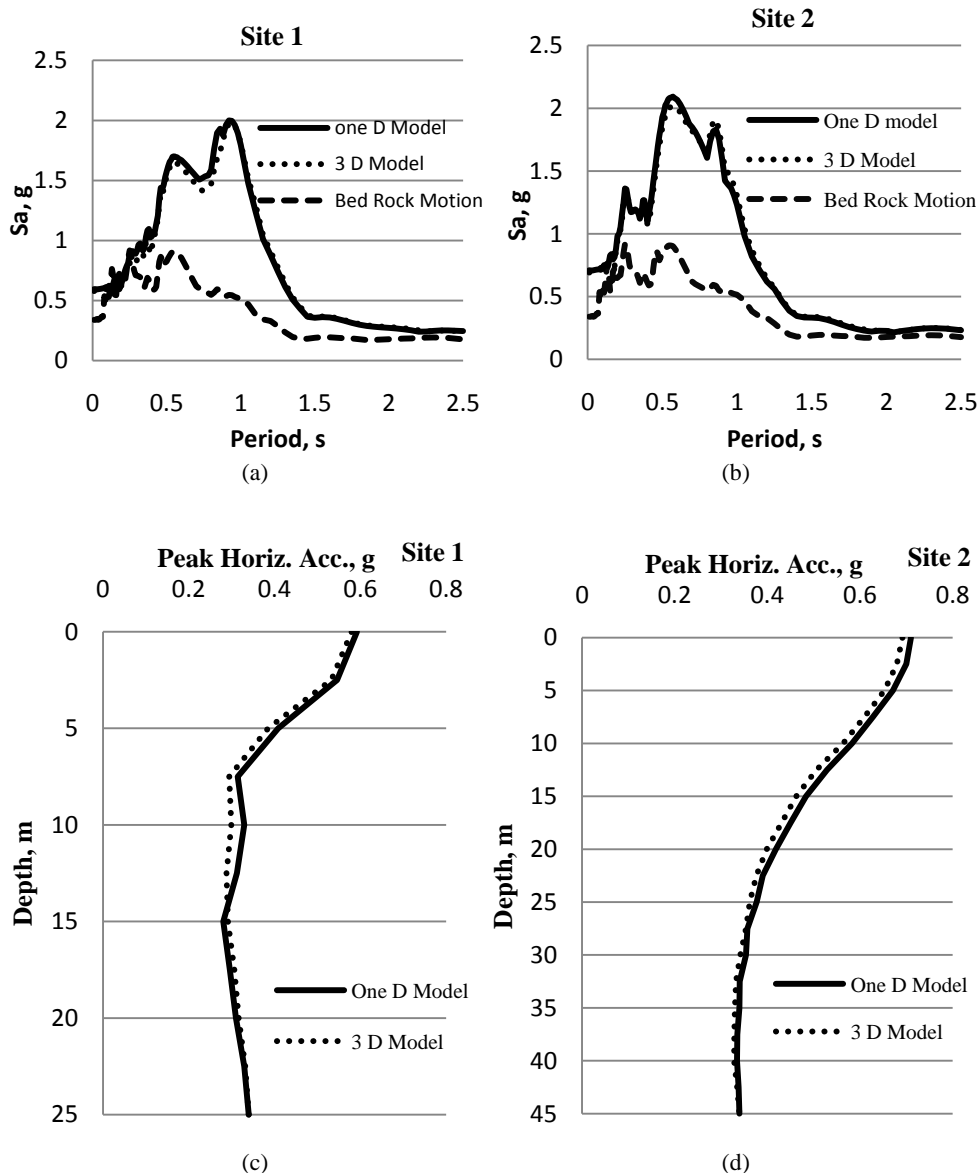 Site 1
2.5
2
1.5
1
0.5
0
Sa, g
one D Model
3 D Model
Bed Rock Motion
0 0.5 1 1.5 2 2.5
Period, s
(a)
Site 2
2.5
2
1.5
1
0.5
0
Sa, g
One D model
3 D Model
Bed Rock Motion
0 0.5 1 1.5 2 2.5
Period, s
(b)
Peak Horiz. Acc., g Site 1
0 0.2 0.4 0.6 0.8
0
5
10
15
20
25
Depth, m
One D Model
3 D Model
(c)
Peak Horiz. Acc., g Site 2
0 0.2 0.4 0.6 0.8
0
5
10
15
20
25
30
35
40
45
Depth, m
One D Model
3 D Model
(d)